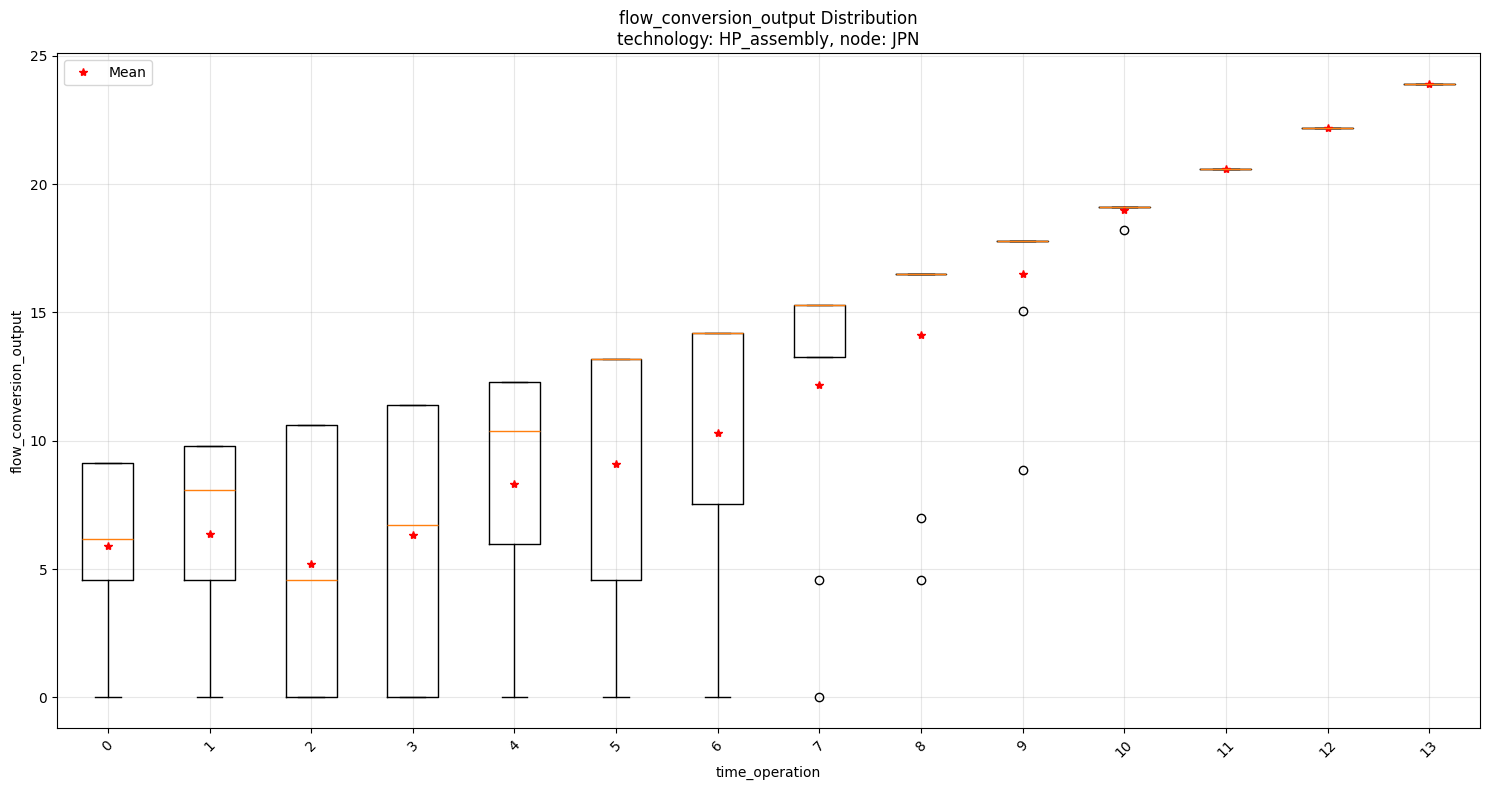 flow_conversion_output Distribution
technology: HP_assembly, node: JPN
Mean
flow_conversion_output
25
20
15
10
5
0
0 1 2 3 4 5 6 7 8 9 10 11 12 13
time_operation